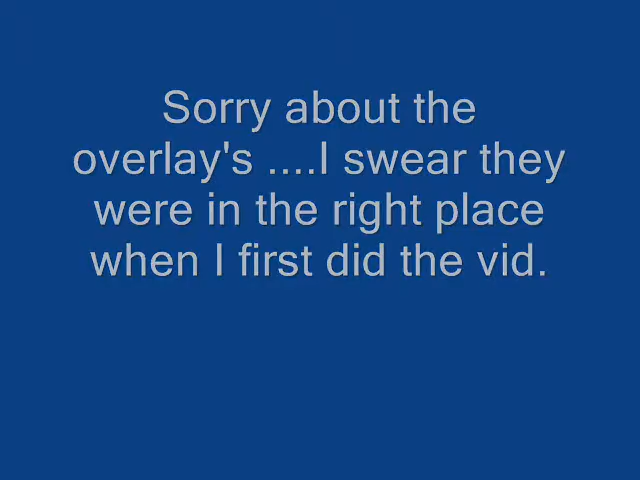 Sorry about the
overlay's ....I swear they
were in the right place
when I first did the vid.